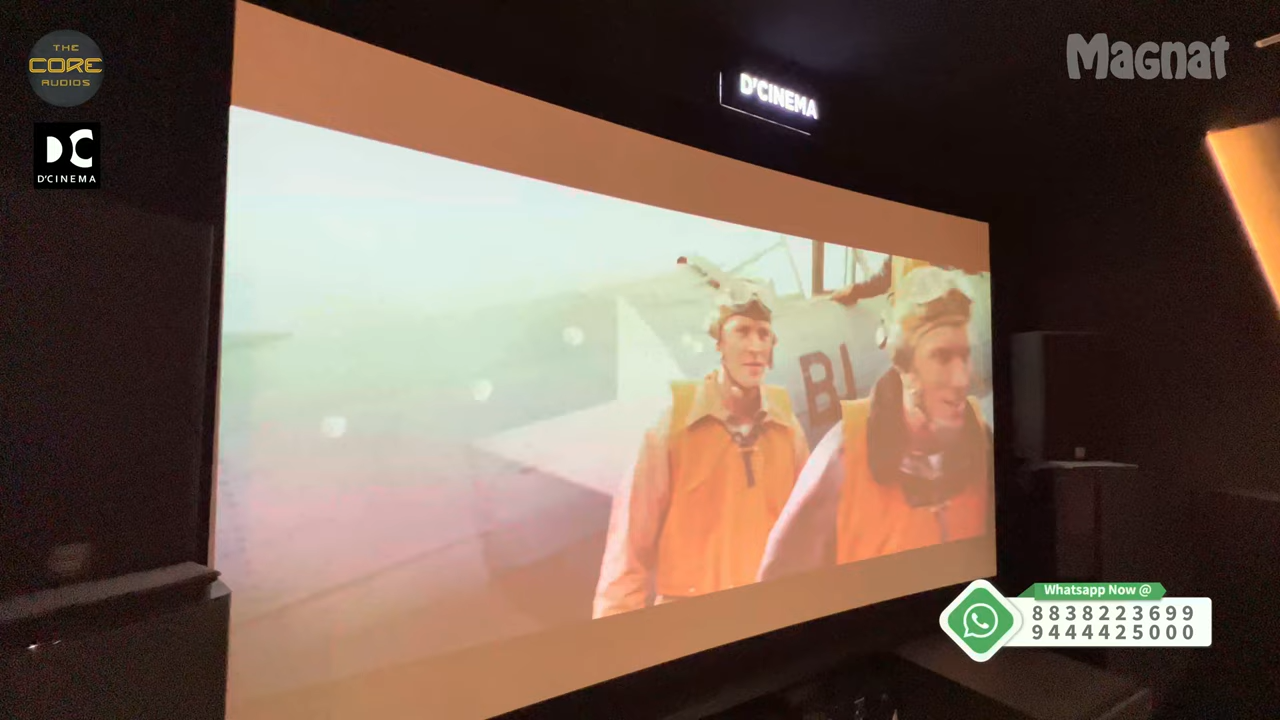 THE
CORE
AUDIOS
DC
D'CINEMA
D'CINEMA
Magnat
BI
Whatsapp Now @
8838223699
9444425000